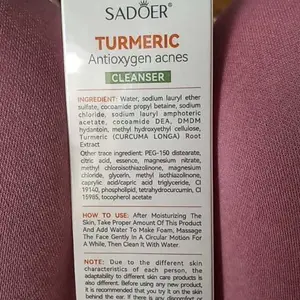 SADOER®
TURMERIC
Antioxygen acnes
CLEANSER
INGREDIENT: Water, sodium lauryl ether
sulfate, cocoamide propyl betaine, sodium
chloride, sodium lauryl amphoteric
acetate, cocoamide DEA, DMDM
hydantoin, methyl hydroxyethyl cellulose,
Turmeric (CURCUMA LONGA) Root
Extract
Other trace ingredient: PEG-150 distearate,
citric acid, essence, magnesium nitrate,
methyl chloroisothiazolinone, magnesium
chloride, glycerin, methyl isothiazolinone,
caprylic acid/capric acid triglyceride, CI
19140, phospholipid, tetrahydrocurcumin, CI
15985, tocopherol acetate
HOW TO USE: After Moisturizing The
Skin, Take Proper Amount Of This Product
And Add Water To Make Foam, Massage
The Face Gently In A Circular Motion For
A While, Then Clean It With Water.
NOTE: Due to the different skin
characteristics of each person, the
adaptability to different skin care products is
also different. Before using any new product,
it is recommended that you try it on the skin
behind the ear. If there is any discomfort or